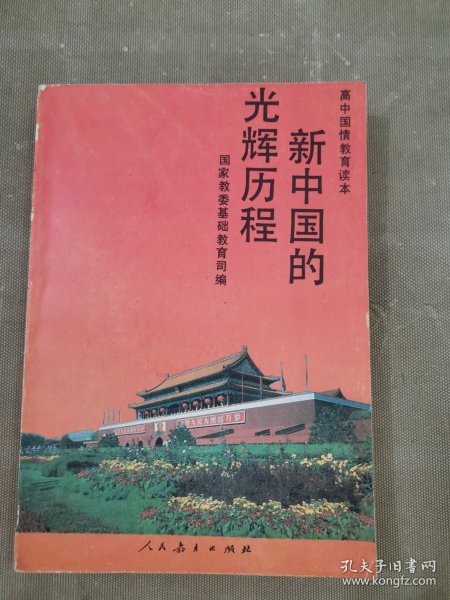 高中国情教育读本
新中国的
光辉历程
国家教委基础教育司编
人民教育出版社
孔夫子旧书网
www.kongfz.com